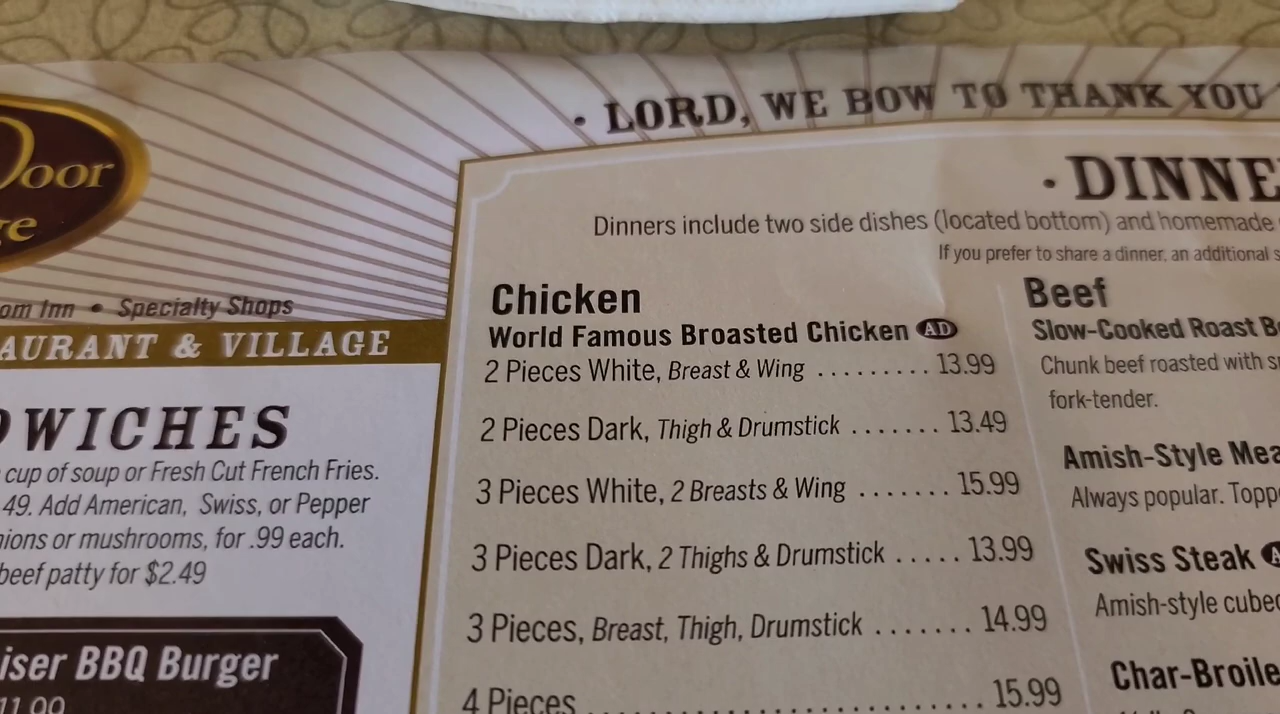 • LORD, WE BOW TO THANK YOU
Door
• DINNE
Dinners include two side dishes (located bottom) and homemade
If you prefer to share a dinner, an additional s
om Inn • Specialty Shops
AURANT & VILLAGE
DWICHES
cup of soup or Fresh Cut French Fries.
49. Add American, Swiss, or Pepper
nions or mushrooms, for .99 each.
beef patty for $2.49
iser BBQ Burger
11.99
Chicken
World Famous Broasted Chicken AD
2 Pieces White, Breast & Wing ......... 13.99
2 Pieces Dark, Thigh & Drumstick ....... 13.49
3 Pieces White, 2 Breasts & Wing ....... 15.99
3 Pieces Dark, 2 Thighs & Drumstick ..... 13.99
3 Pieces, Breast, Thigh, Drumstick ....... 14.99
4 Pieces ............................ 15.99
Beef
Slow-Cooked Roast B
Chunk beef roasted with
fork-tender.
Amish-Style Mea
Always popular. Topp
Swiss Steak A
Amish-style cubed
Char-Broile